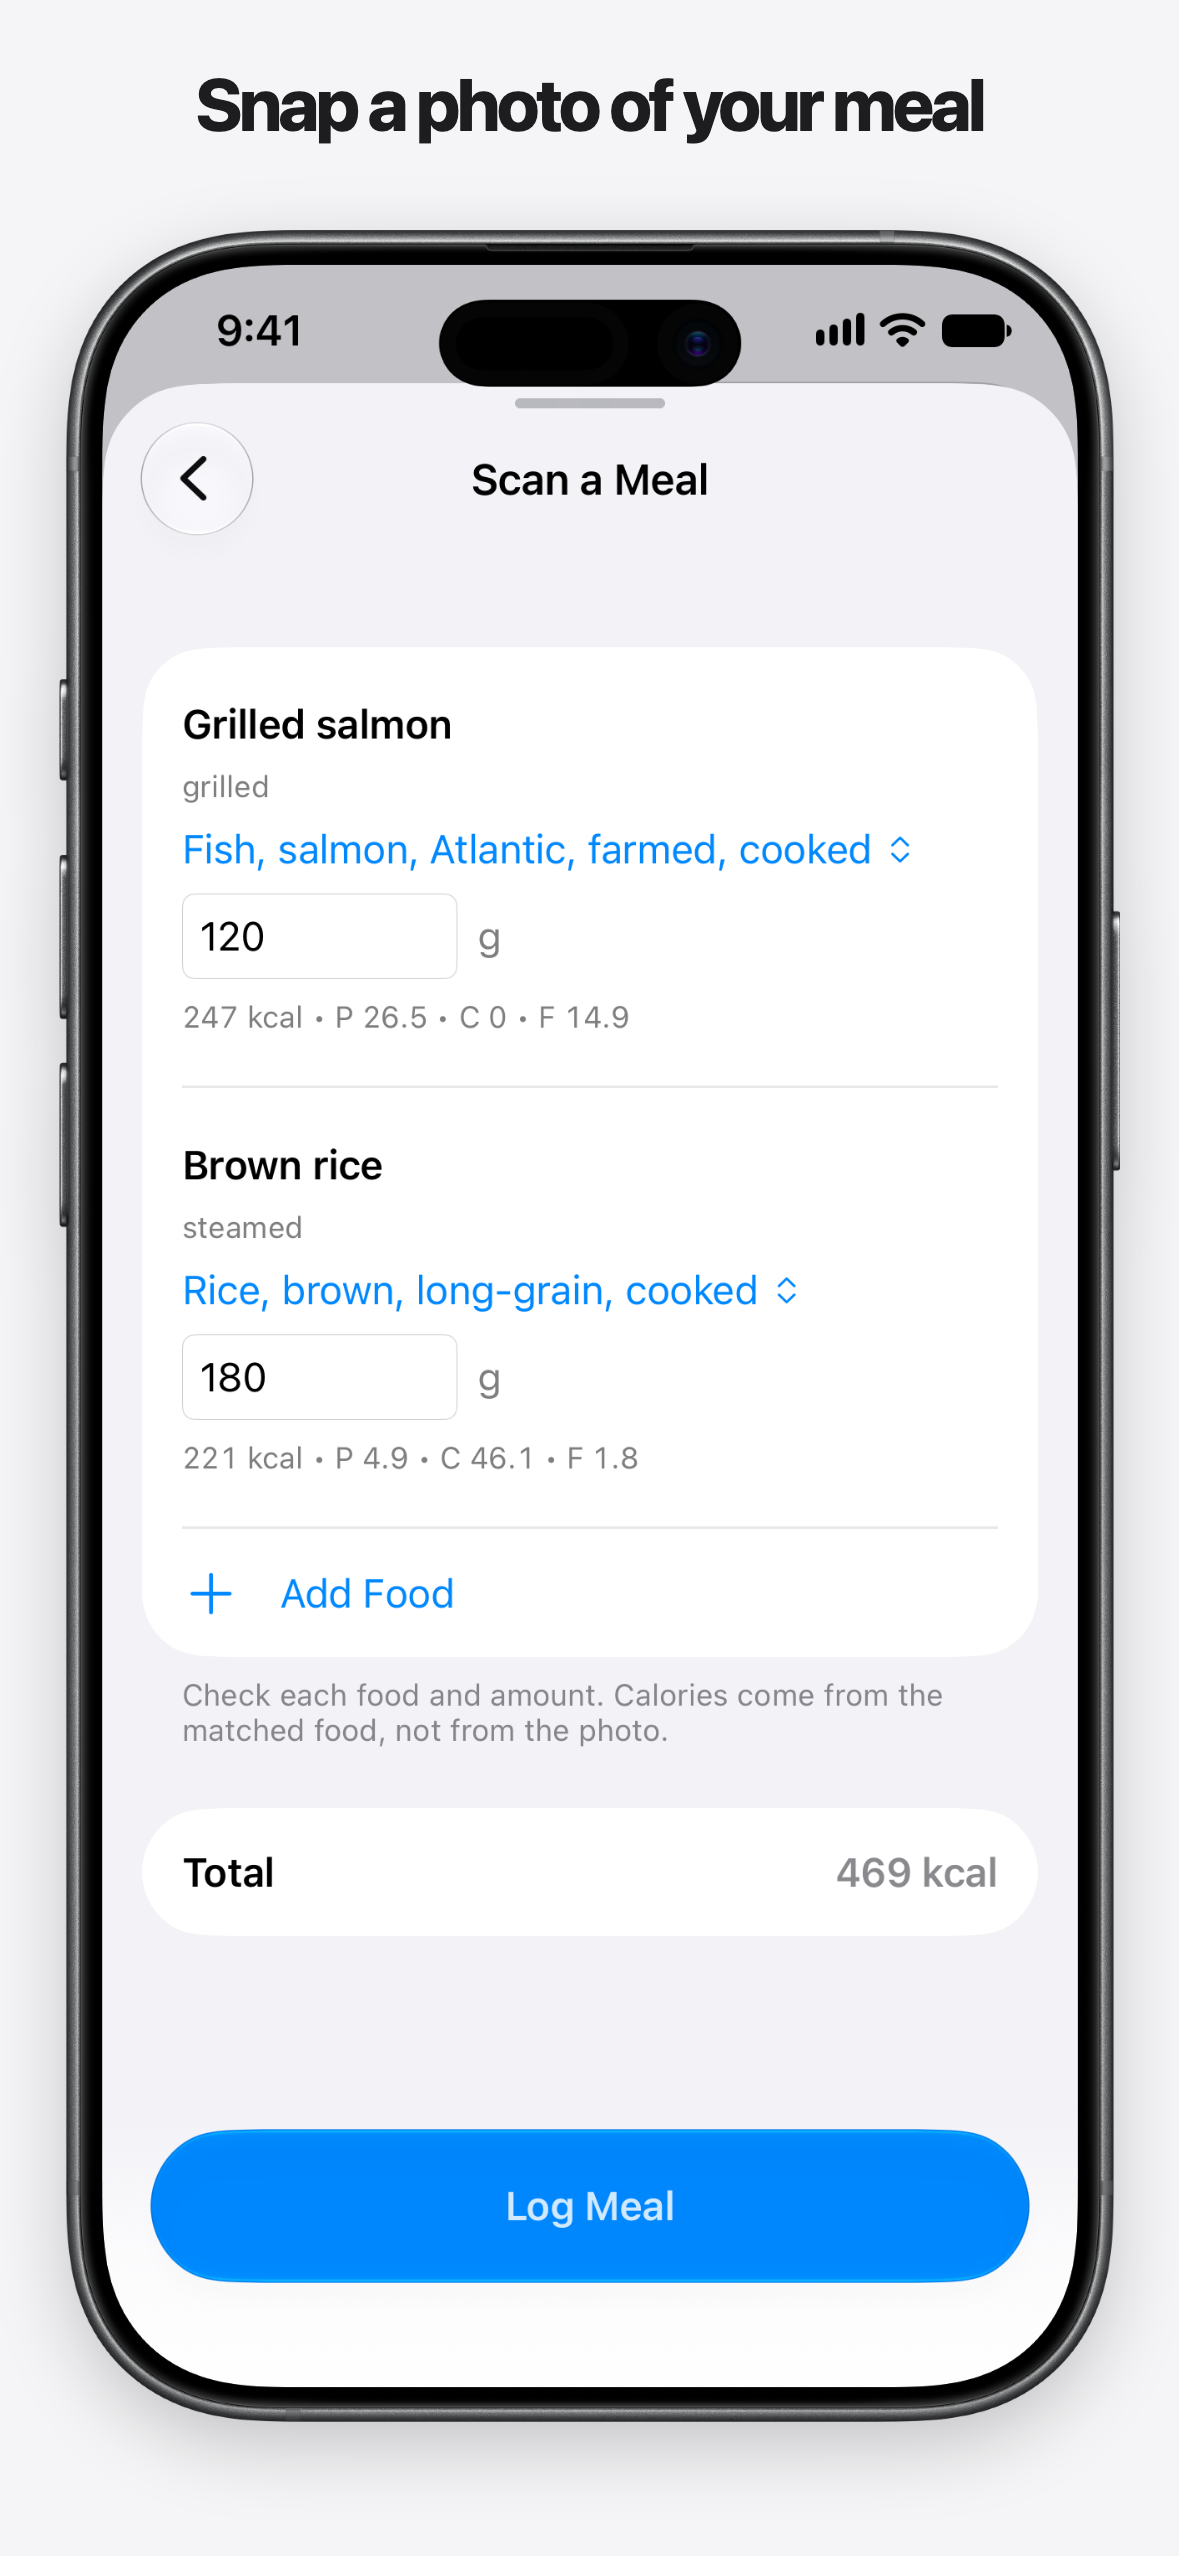 Snap a photo of your meal
9:41
Scan a Meal
Grilled salmon
grilled
Fish, salmon, Atlantic, farmed, cooked
120 g
247 kcal • P 26.5 • C 0 • F 14.9
Brown rice
steamed
Rice, brown, long-grain, cooked
180 g
221 kcal • P 4.9 • C 46.1 • F 1.8
Add Food
Check each food and amount. Calories come from the
matched food, not from the photo.
Total 469 kcal
Log Meal